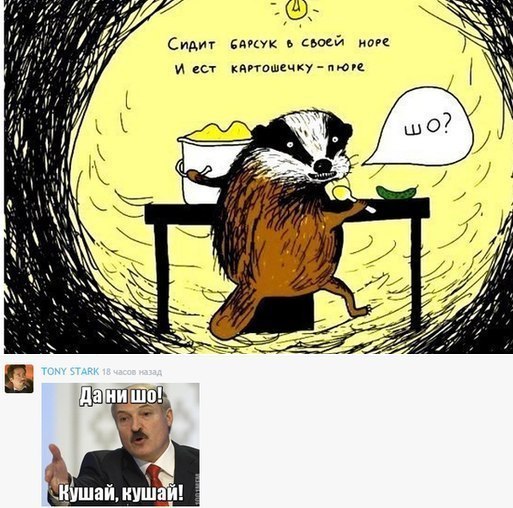 Сидит барсук в своей норе
И ест картошечку - пюре
шо?
TONY STARK 18 часов назад
Да ни шо!
Кушай, кушай!